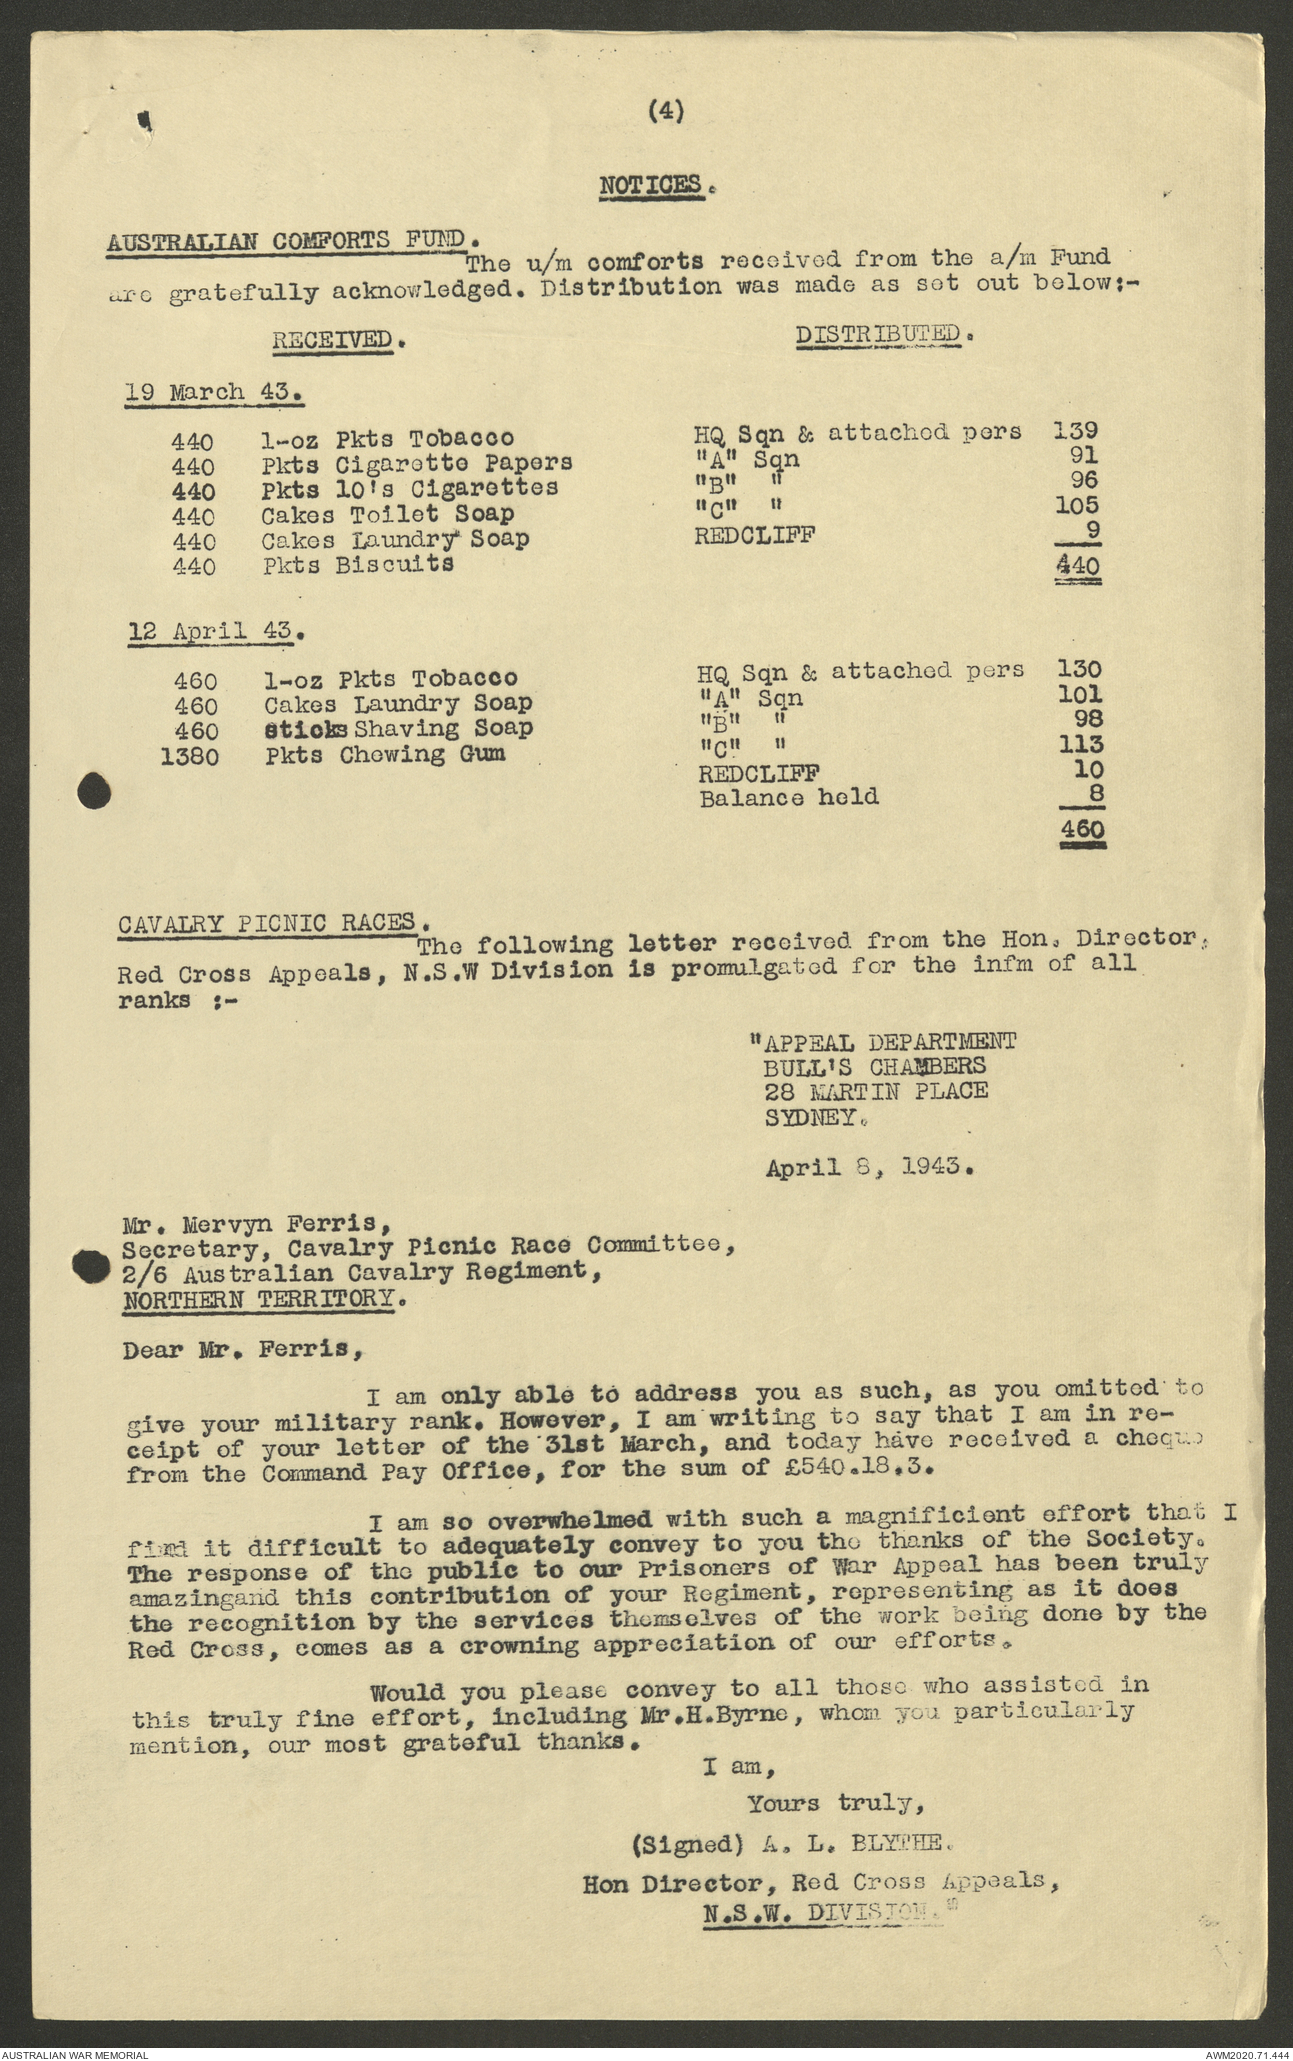 (4)
NOTICES.
AUSTRALIAN COMFORTS FUND.
The u/m comforts received from the a/m Fund
are gratefully acknowledged. Distribution was made as set out below:-
RECEIVED. DISTRIBUTED.
19 March 43.
440 1-oz Pkts Tobacco HQ Sqn & attached pers 139
440 Pkts Cigarette Papers "A" Sqn 91
440 Pkts 10's Cigarettes "B" " 96
440 Cakes Toilet Soap "C" " 105
440 Cakes Laundry Soap REDCLIFF 9
440 Pkts Biscuits 440
12 April 43.
460 1-oz Pkts Tobacco HQ Sqn & attached pers 130
460 Cakes Laundry Soap "A" Sqn 101
460 sticks Shaving Soap "B" " 98
1380 Pkts Chewing Gum "C" " 113
REDCLIFF 10
Balance held 8
460
CAVALRY PICNIC RACES.
The following letter received from the Hon. Director,
Red Cross Appeals, N.S.W Division is promulgated for the infm of all
ranks :-
"APPEAL DEPARTMENT
BULL'S CHAMBERS
28 MARTIN PLACE
SYDNEY.
April 8, 1943.
Mr. Mervyn Ferris,
Secretary, Cavalry Picnic Race Committee,
2/6 Australian Cavalry Regiment,
NORTHERN TERRITORY.
Dear Mr. Ferris,
I am only able to address you as such, as you omitted to
give your military rank. However, I am writing to say that I am in re-
ceipt of your letter of the 31st March, and today have received a cheque
from the Command Pay Office, for the sum of £540.18.3.
I am so overwhelmed with such a magnificient effort that I
find it difficult to adequately convey to you the thanks of the Society.
The response of the public to our Prisoners of War Appeal has been truly
amazingand this contribution of your Regiment, representing as it does
the recognition by the services themselves of the work being done by the
Red Cross, comes as a crowning appreciation of our efforts.
Would you please convey to all those who assisted in
this truly fine effort, including Mr.H.Byrne, whom you particularly
mention, our most grateful thanks.
I am,
Yours truly,
(Signed) A. L. BLYTHE.
Hon Director, Red Cross Appeals,
N.S.W. DIVISION."
AUSTRALIAN WAR MEMORIAL AWM2020.71.444